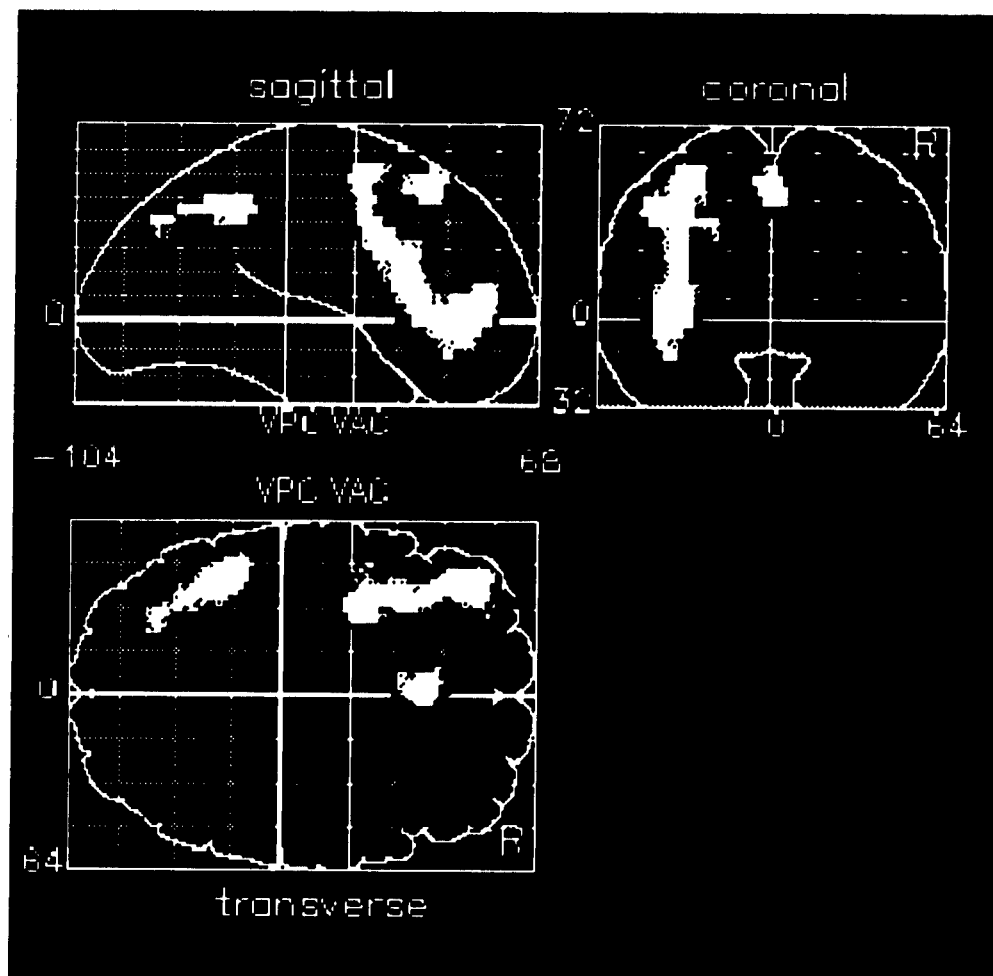 sagittal
coronal
72
R
0
0
32
VPC VAC
0
64
-104
68
VPC VAC
0
R
64
transverse